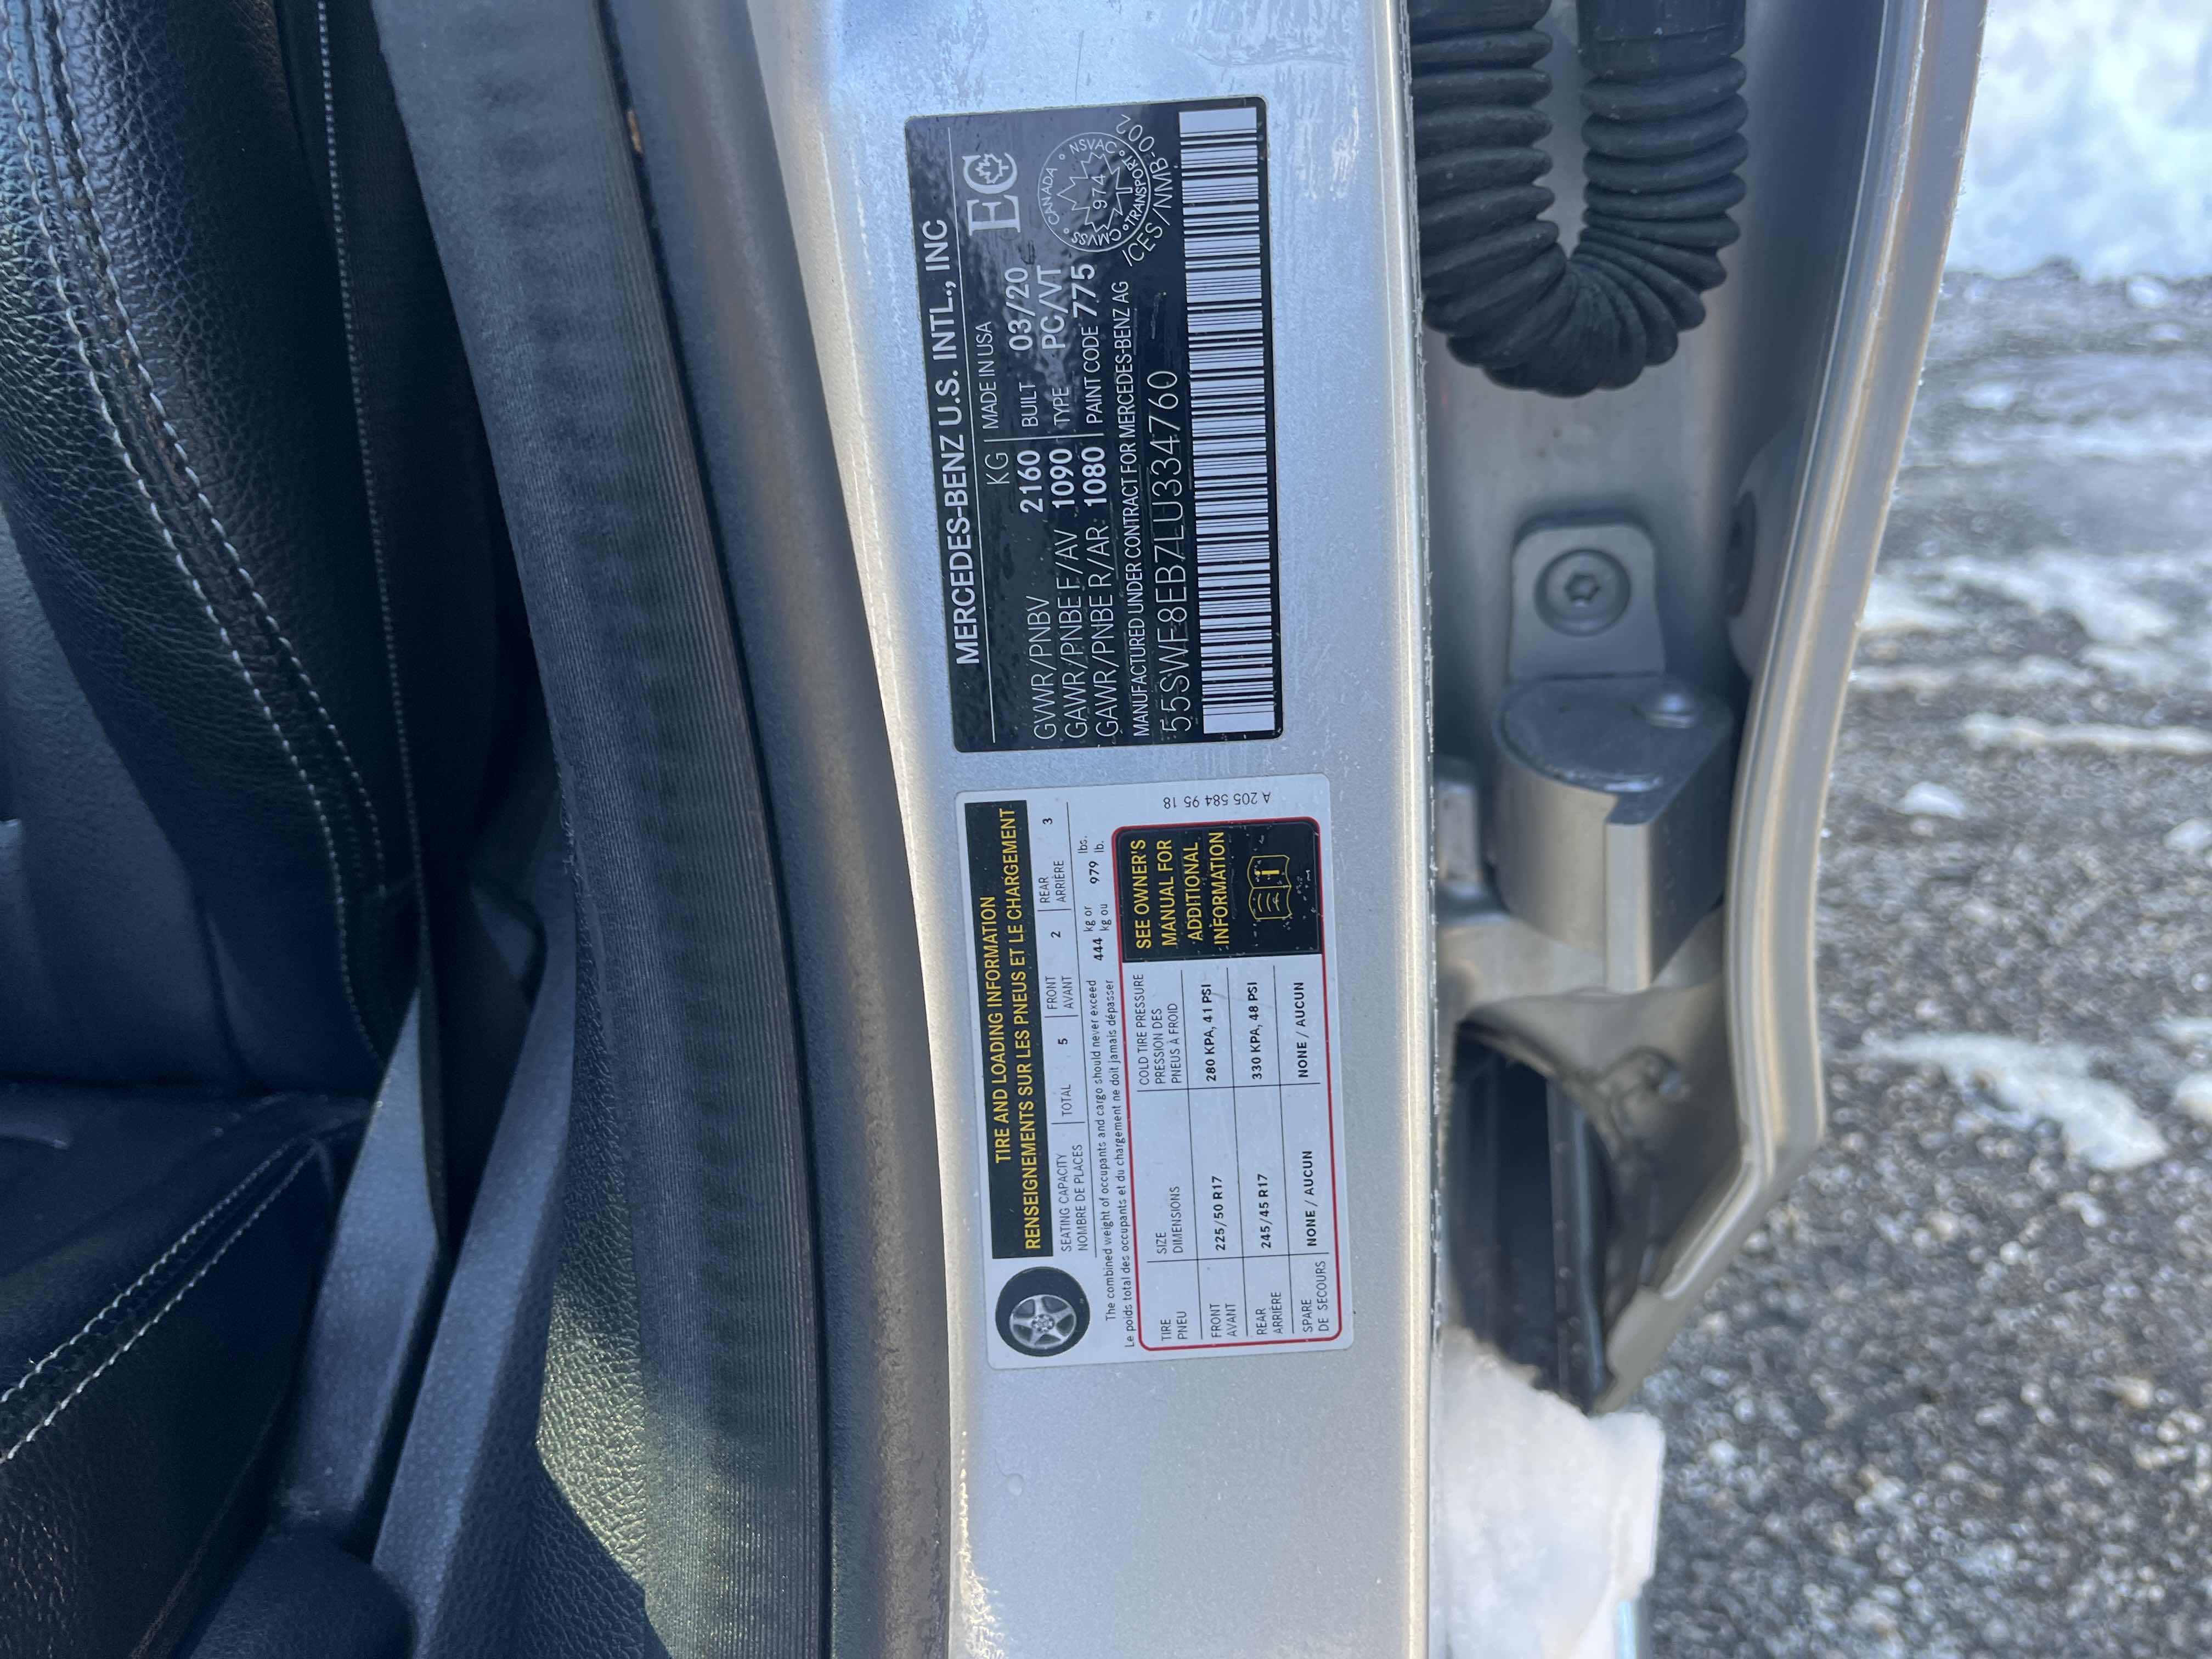 MERCEDES-BENZ U.S. INTL., INC
KG MADE IN USA
EC
GVWR/PNBV 2160 BUILT 03/20
GAWR/PNBE F/AV 1090 TYPE PC/VT
GAWR/PNBE R/AR 1080 PAINT CODE 775
MANUFACTURED UNDER CONTRACT FOR MERCEDES-BENZ AG
55SWF8EB7LU334760
CANADA
NSVAC
974
CMVSS
TRANSPORT
ICES/NMB-002
TIRE AND LOADING INFORMATION
RENSEIGNEMENTS SUR LES PNEUS ET LE CHARGEMENT
SEATING CAPACITY TOTAL 5 FRONT 2 REAR 3
NOMBRE DE PLACES AVANT ARRIÈRE
The combined weight of occupants and cargo should never exceed 444 kg or 979 lbs.
Le poids total des occupants et du chargement ne doit jamais dépasser kg ou lb.
TIRE SIZE COLD TIRE PRESSURE
PNEU DIMENSIONS PRESSION DES
PNEUS À FROID
FRONT 225/50 R17 280 KPA, 41 PSI
AVANT
REAR 245/45 R17 330 KPA, 48 PSI
ARRIÈRE
SPARE NONE / AUCUN NONE / AUCUN
DE SECOURS
SEE OWNER'S
MANUAL FOR
ADDITIONAL
INFORMATION
i
A 205 584 95 18